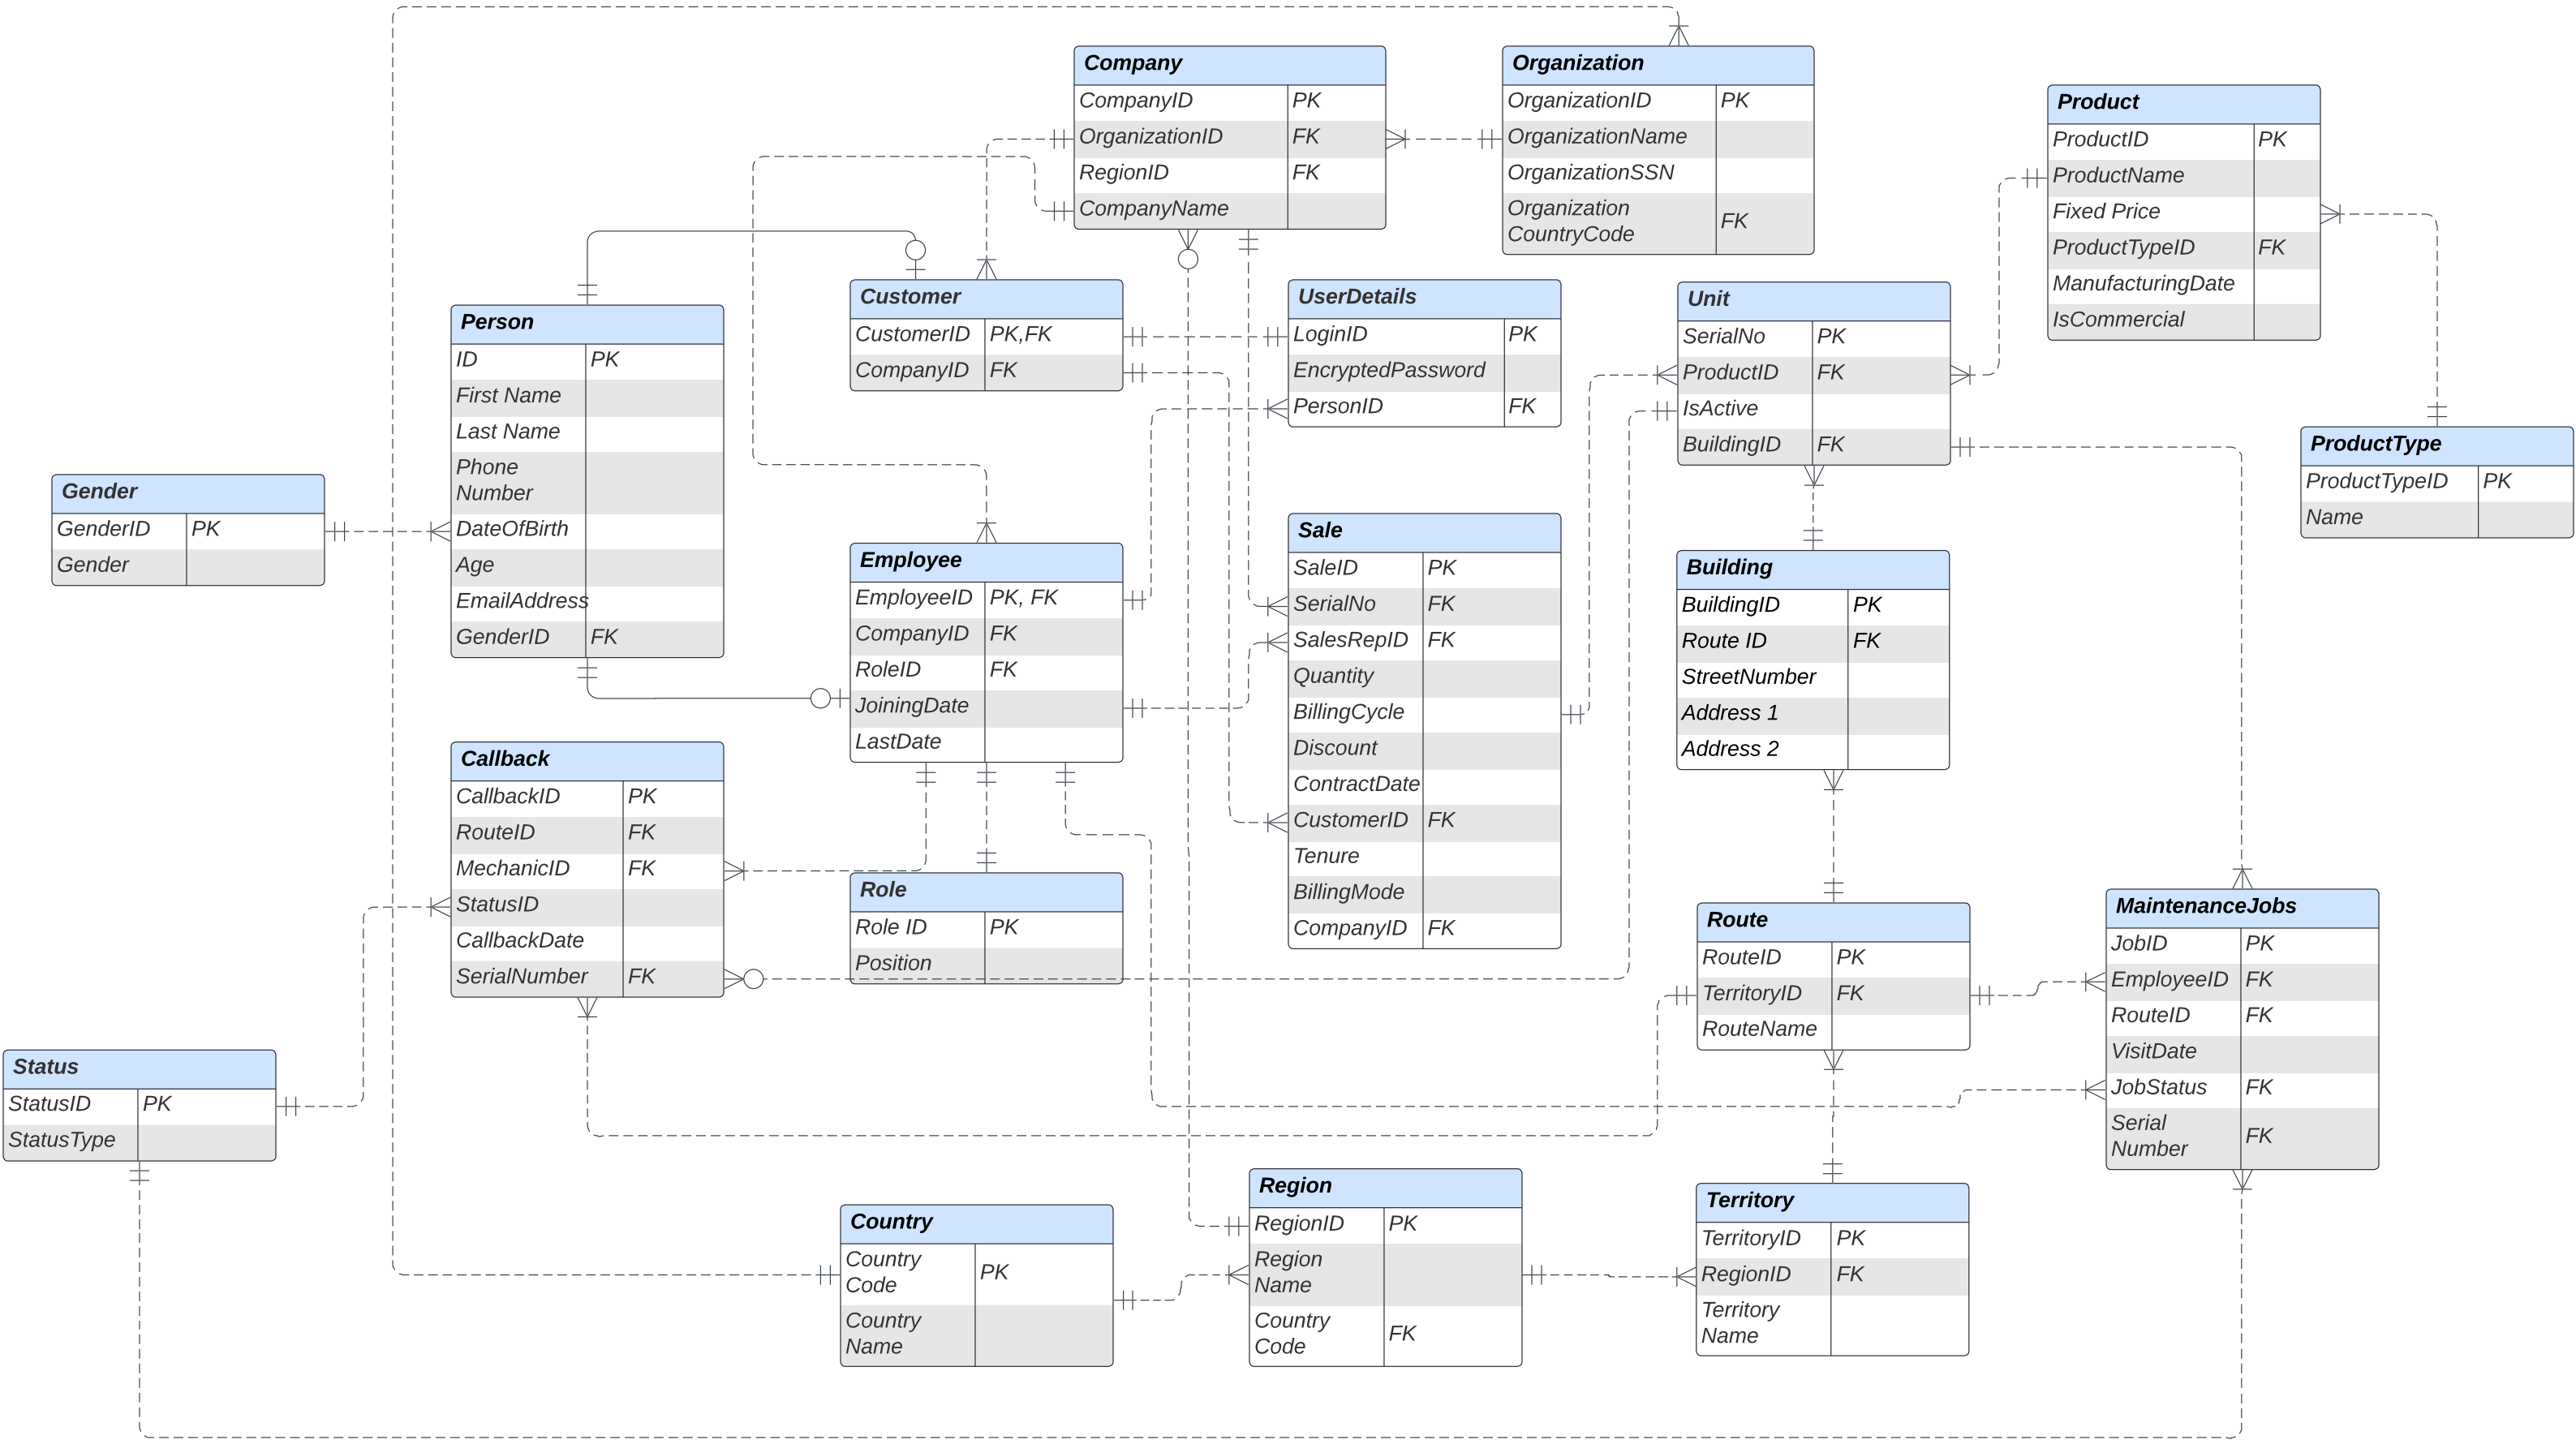 Company
CompanyID PK
OrganizationID FK
RegionID FK
CompanyName
Organization
OrganizationID PK
OrganizationName
OrganizationSSN
Organization
CountryCode FK
Product
ProductID PK
ProductName
Fixed Price
ProductTypeID FK
ManufacturingDate
IsCommercial
Person
ID PK
First Name
Last Name
Phone
Number
DateOfBirth
Age
EmailAddress
GenderID FK
Customer
CustomerID PK,FK
CompanyID FK
UserDetails
LoginID PK
EncryptedPassword
PersonID FK
Unit
SerialNo PK
ProductID FK
IsActive
BuildingID FK
ProductType
ProductTypeID PK
Name
Gender
GenderID PK
Gender
Employee
EmployeeID PK, FK
CompanyID FK
RoleID FK
JoiningDate
LastDate
Sale
SaleID PK
SerialNo FK
SalesRepID FK
Quantity
BillingCycle
Discount
ContractDate
CustomerID FK
Tenure
BillingMode
CompanyID FK
Building
BuildingID PK
Route ID FK
StreetNumber
Address 1
Address 2
Callback
CallbackID PK
RouteID FK
MechanicID FK
StatusID
CallbackDate
SerialNumber FK
Role
Role ID PK
Position
Route
RouteID PK
TerritoryID FK
RouteName
MaintenanceJobs
JobID PK
EmployeeID FK
RouteID FK
VisitDate
JobStatus FK
Serial
Number FK
Status
StatusID PK
StatusType
Country
Country
Code PK
Country
Name
Region
RegionID PK
Region
Name
Country
Code FK
Territory
TerritoryID PK
RegionID FK
Territory
Name